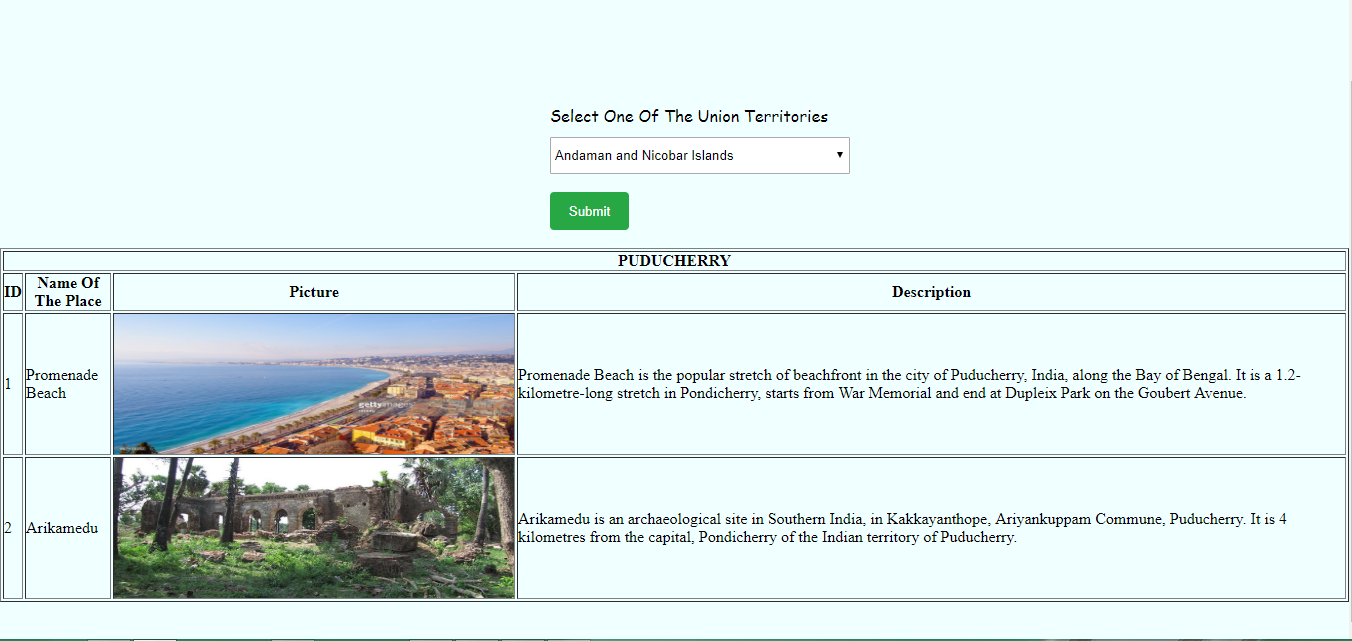 Select One Of The Union Territories
Andaman and Nicobar Islands
Submit
PUDUCHERRY
ID
Name Of
The Place
Picture
Description
1
Promenade
Beach
gettyimages
Promenade Beach is the popular stretch of beachfront in the city of Puducherry, India, along the Bay of Bengal. It is a 1.2-
kilometre-long stretch in Pondicherry, starts from War Memorial and end at Dupleix Park on the Goubert Avenue.
2
Arikamedu
Arikamedu is an archaeological site in Southern India, in Kakkayanthope, Ariyankuppam Commune, Puducherry. It is 4
kilometres from the capital, Pondicherry of the Indian territory of Puducherry.